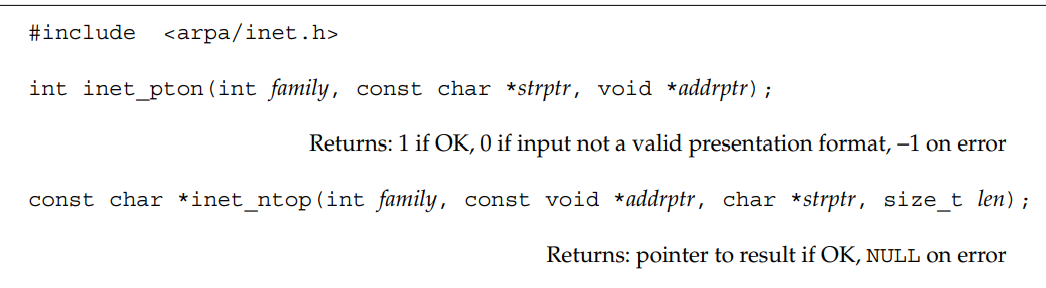 #include <arpa/inet.h>
int inet_pton(int family, const char *strptr, void *addrptr);
Returns: 1 if OK, 0 if input not a valid presentation format, –1 on error
const char *inet_ntop(int family, const void *addrptr, char *strptr, size_t len);
Returns: pointer to result if OK, NULL on error